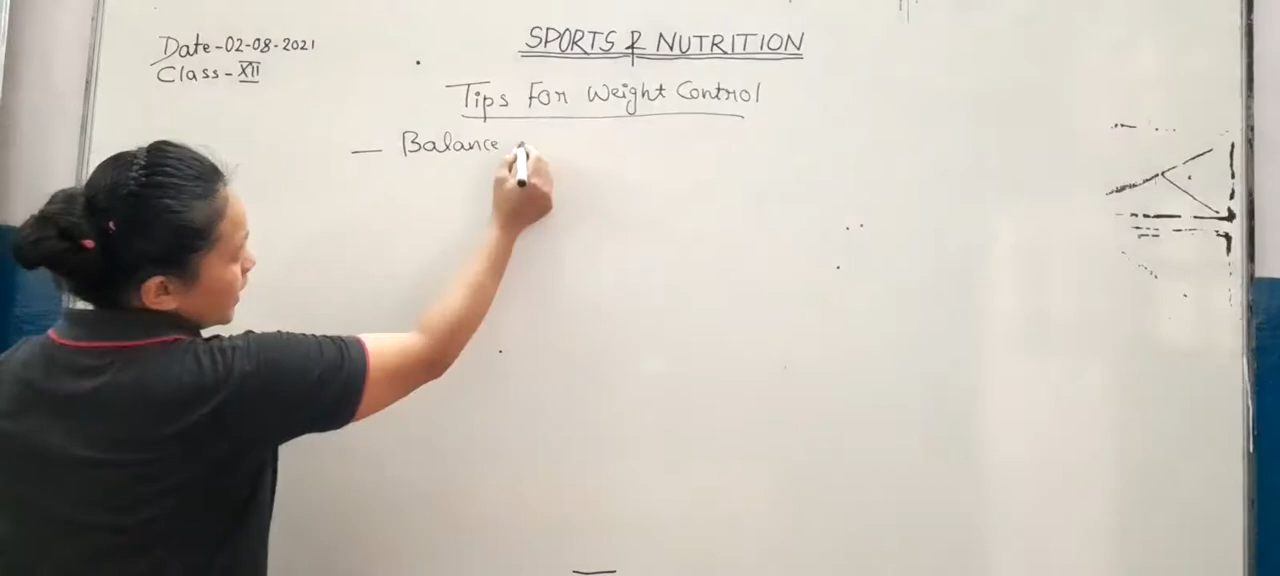 SPORTS & NUTRITION
Date-02-08-2021
Class-XII
Tips For Weight Control
— Balance